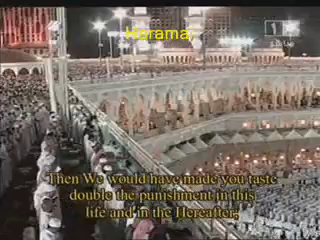 Harama,
Then We would have made you taste
double the punishment in this
life and in the Hereafter;